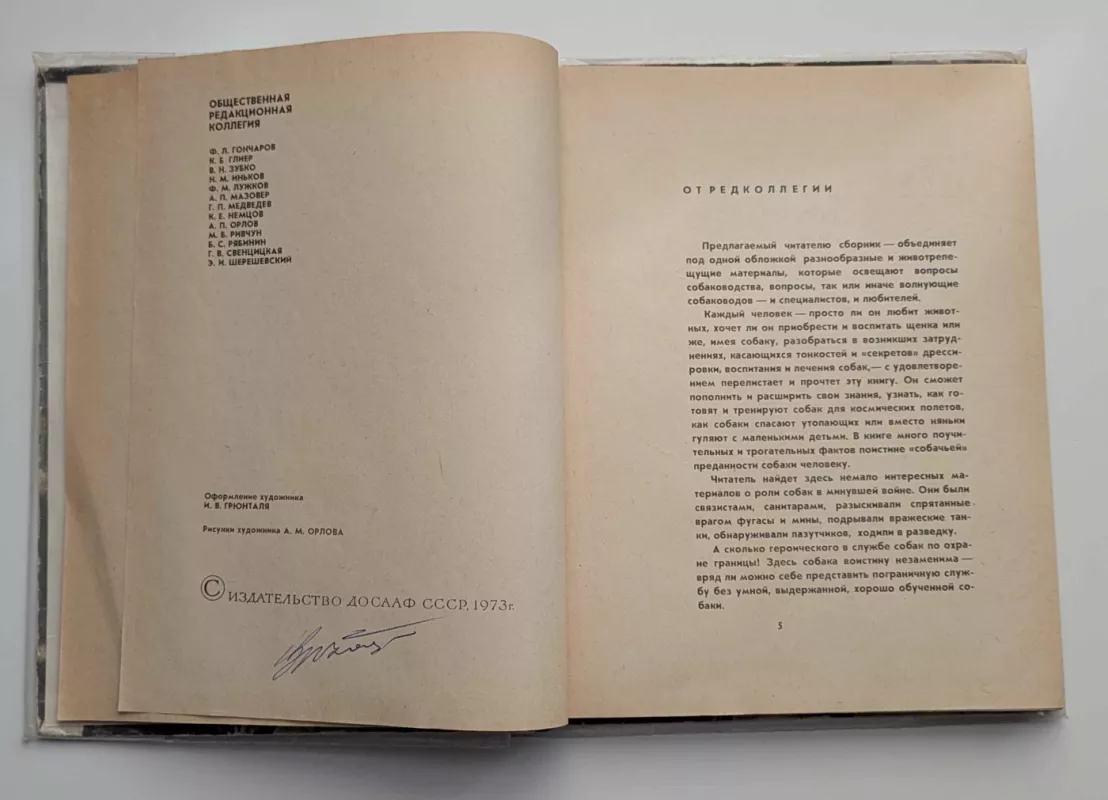 ОБЩЕСТВЕННАЯ
РЕДАКЦИОННАЯ
КОЛЛЕГИЯ
Ф. Л. ГОНЧАРОВ
К. Б. ГЛИЕР
В. Н. ЗУБКО
Н. М. ИНЬКОВ
Ф. М. ЛУЖКОВ
А. П. МАЗОВЕР
Г. П. МЕДВЕДЕВ
К. Е. НЕМЦОВ
А. П. ОРЛОВ
М. Б. РИВЧУН
Б. С. РЯБИНИН
Г. В. СВЕНЦИЦКАЯ
Э. И. ШЕРЕШЕВСКИЙ
Оформление художника
И. В. ГРЮНТАЛЯ
Рисунки художника А. М. ОРЛОВА
© ИЗДАТЕЛЬСТВО ДОСААФ СССР, 1973г.
ОТ РЕДКОЛЛЕГИИ
Предлагаемый читателю сборник — объединяет
под одной обложкой разнообразные и животрепе-
щущие материалы, которые освещают вопросы
собаководства, вопросы, так или иначе волнующие
собаководов — и специалистов, и любителей.
Каждый человек — просто ли он любит живот-
ных, хочет ли он приобрести и воспитать щенка или
же, имея собаку, разобраться в возникших затруд-
нениях, касающихся тонкостей и «секретов» дресси-
ровки, воспитания и лечения собак,— с удовлетворе-
нием перелистает и прочтет эту книгу. Он сможет
пополнить и расширить свои знания, узнать, как го-
товят и тренируют собак для космических полетов,
как собаки спасают утопающих или вместо няньки
гуляют с маленькими детьми. В книге много поучи-
тельных и трогательных фактов поистине «собачьей»
преданности собаки человеку.
Читатель найдет здесь немало интересных ма-
териалов о роли собак в минувшей войне. Они были
связистами, санитарами, разыскивали спрятанные
врагом фугасы и мины, подрывали вражеские тан-
ки, обнаруживали лазутчиков, ходили в разведку.
А сколько героического в службе собак по охра-
не границы! Здесь собака воистину незаменима —
вряд ли можно себе представить пограничную служ-
бу без умной, выдержанной, хорошо обученной со-
баки.
5